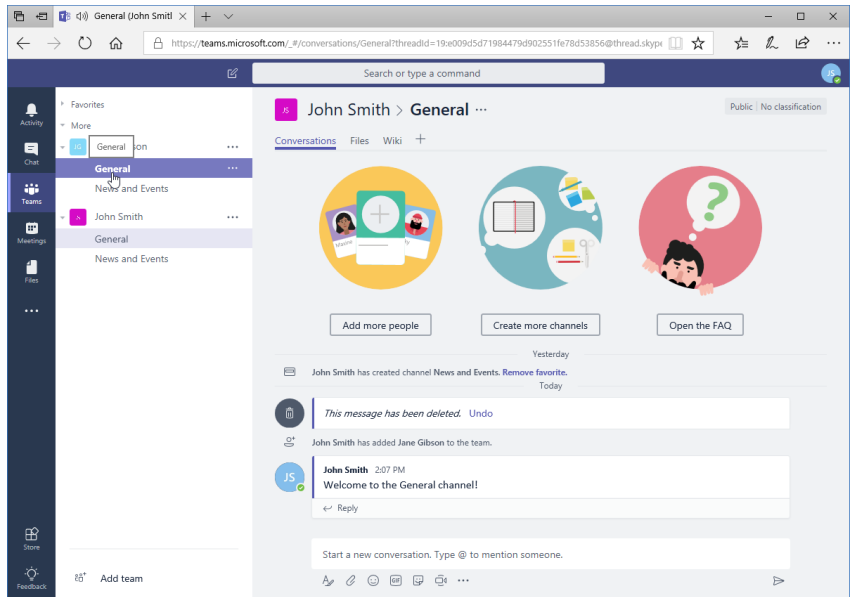 General (John Smitl
https://teams.microsoft.com/_#/conversations/General?threadId=19:e009d5d71984479d902551fe78d53856@thread.skype
Search or type a command
JS
Activity
Chat
Teams
Meetings
Files
Store
Feedback
Favorites
More
JG General son
General
News and Events
JS John Smith
General
News and Events
Add team
JS John Smith > General
Public No classification
Conversations Files Wiki
Maxine
Add more people
Create more channels
Open the FAQ
Yesterday
John Smith has created channel News and Events. Remove favorite.
Today
This message has been deleted. Undo
John Smith has added Jane Gibson to the team.
JS
John Smith 2:07 PM
Welcome to the General channel!
Reply
Start a new conversation. Type @ to mention someone.
GIF